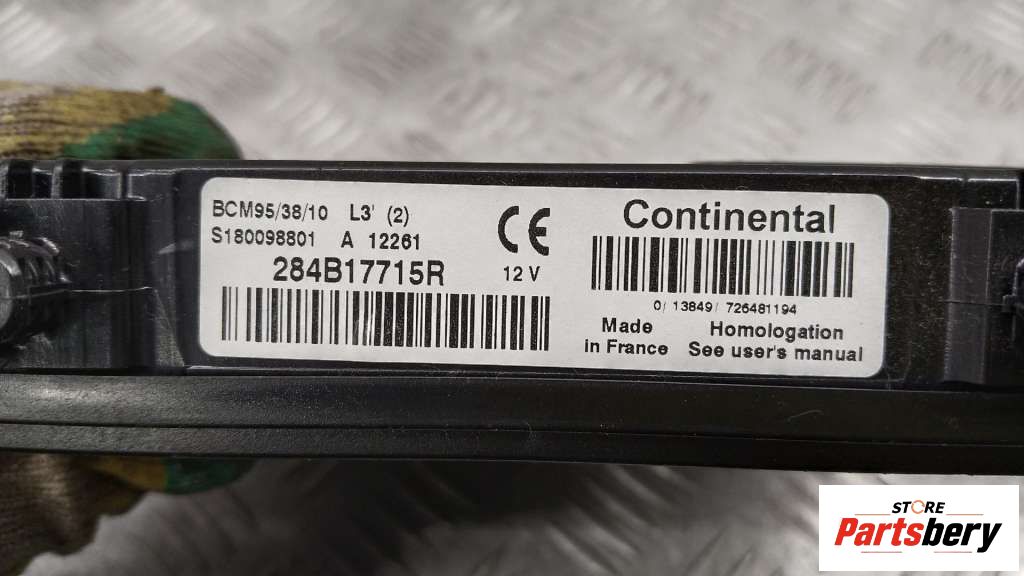 BCM95/38/10 L3' (2)
S180098801 A 12261
284B17715R
CE
12 V
Continental
0/ 13849/ 726481194
Made
in France
Homologation
See user's manual
STORE
Partsbery